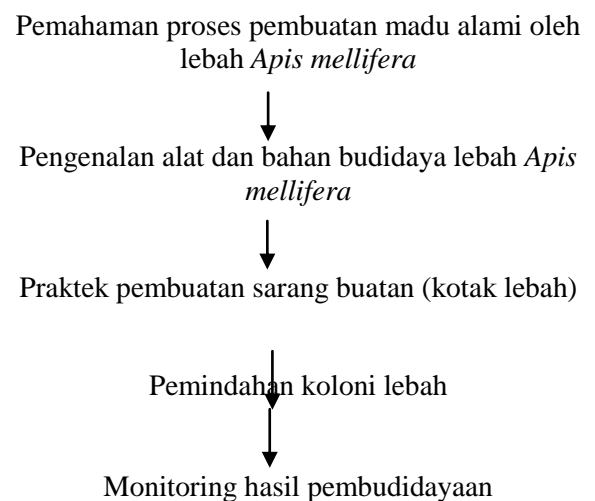 Pemahaman proses pembuatan madu alami oleh
lebah Apis mellifera
Pengenalan alat dan bahan budidaya lebah Apis
mellifera
Praktek pembuatan sarang buatan (kotak lebah)
Pemindahan koloni lebah
Monitoring hasil pembudidayaan